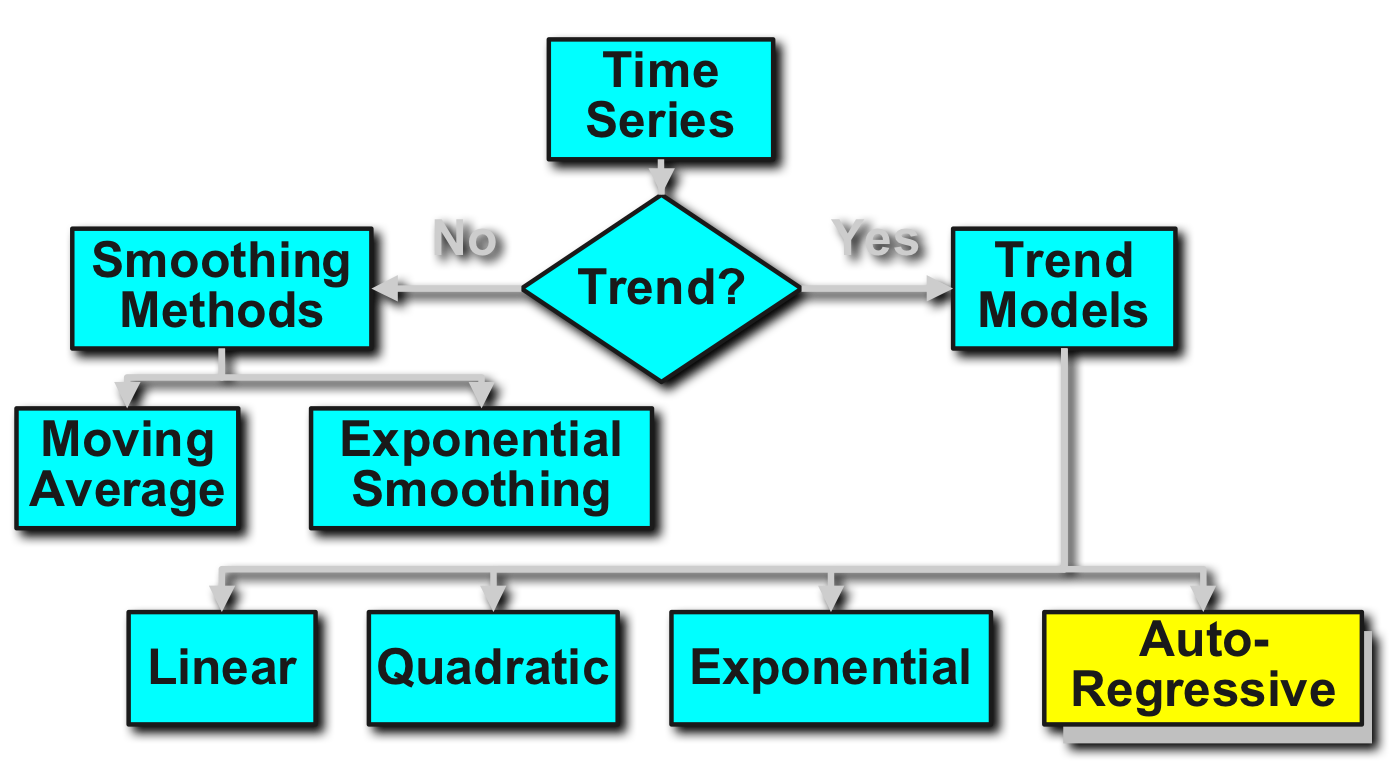 Time
Series
No
Yes
Smoothing
Methods
Trend?
Trend
Models
Moving
Average
Exponential
Smoothing
Linear
Quadratic
Exponential
Auto-
Regressive